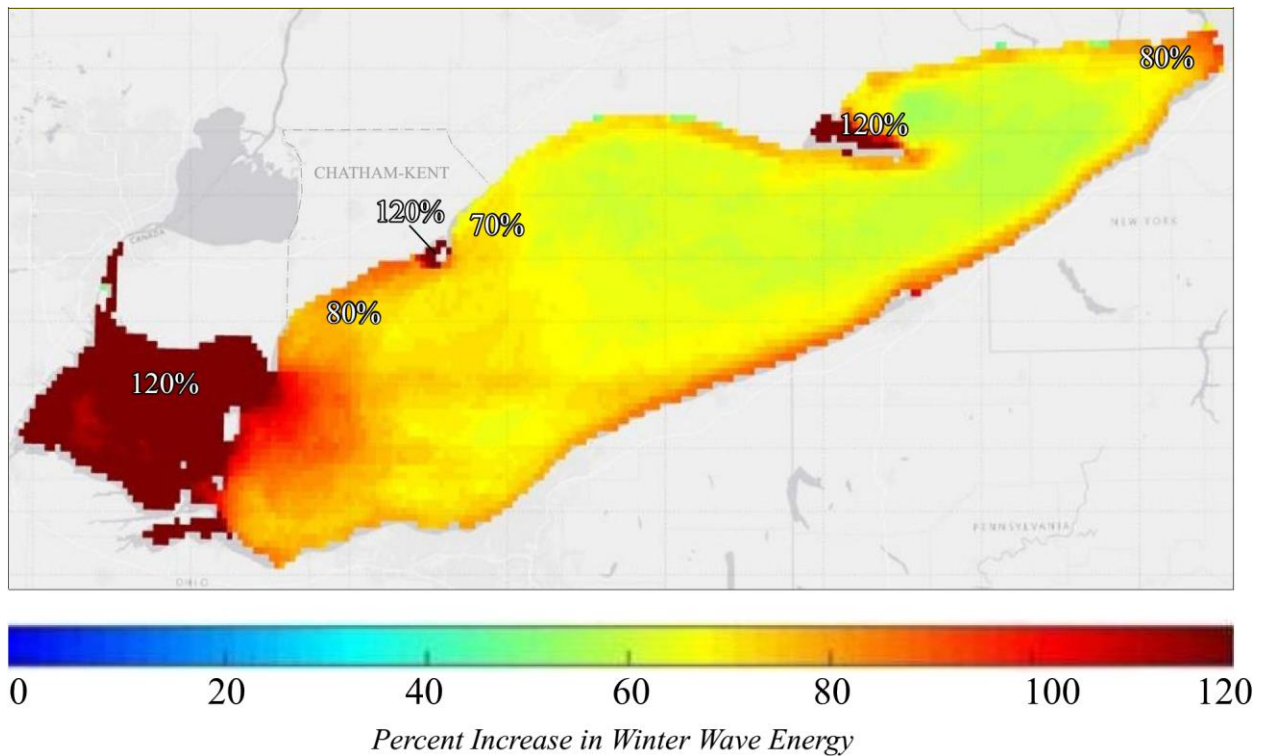 80%
120%
CHATHAM-KENT
120%
70%
NEW YORK
CANADA
80%
120%
PENNSYLVANIA
OHIO
0 20 40 60 80 100 120
Percent Increase in Winter Wave Energy